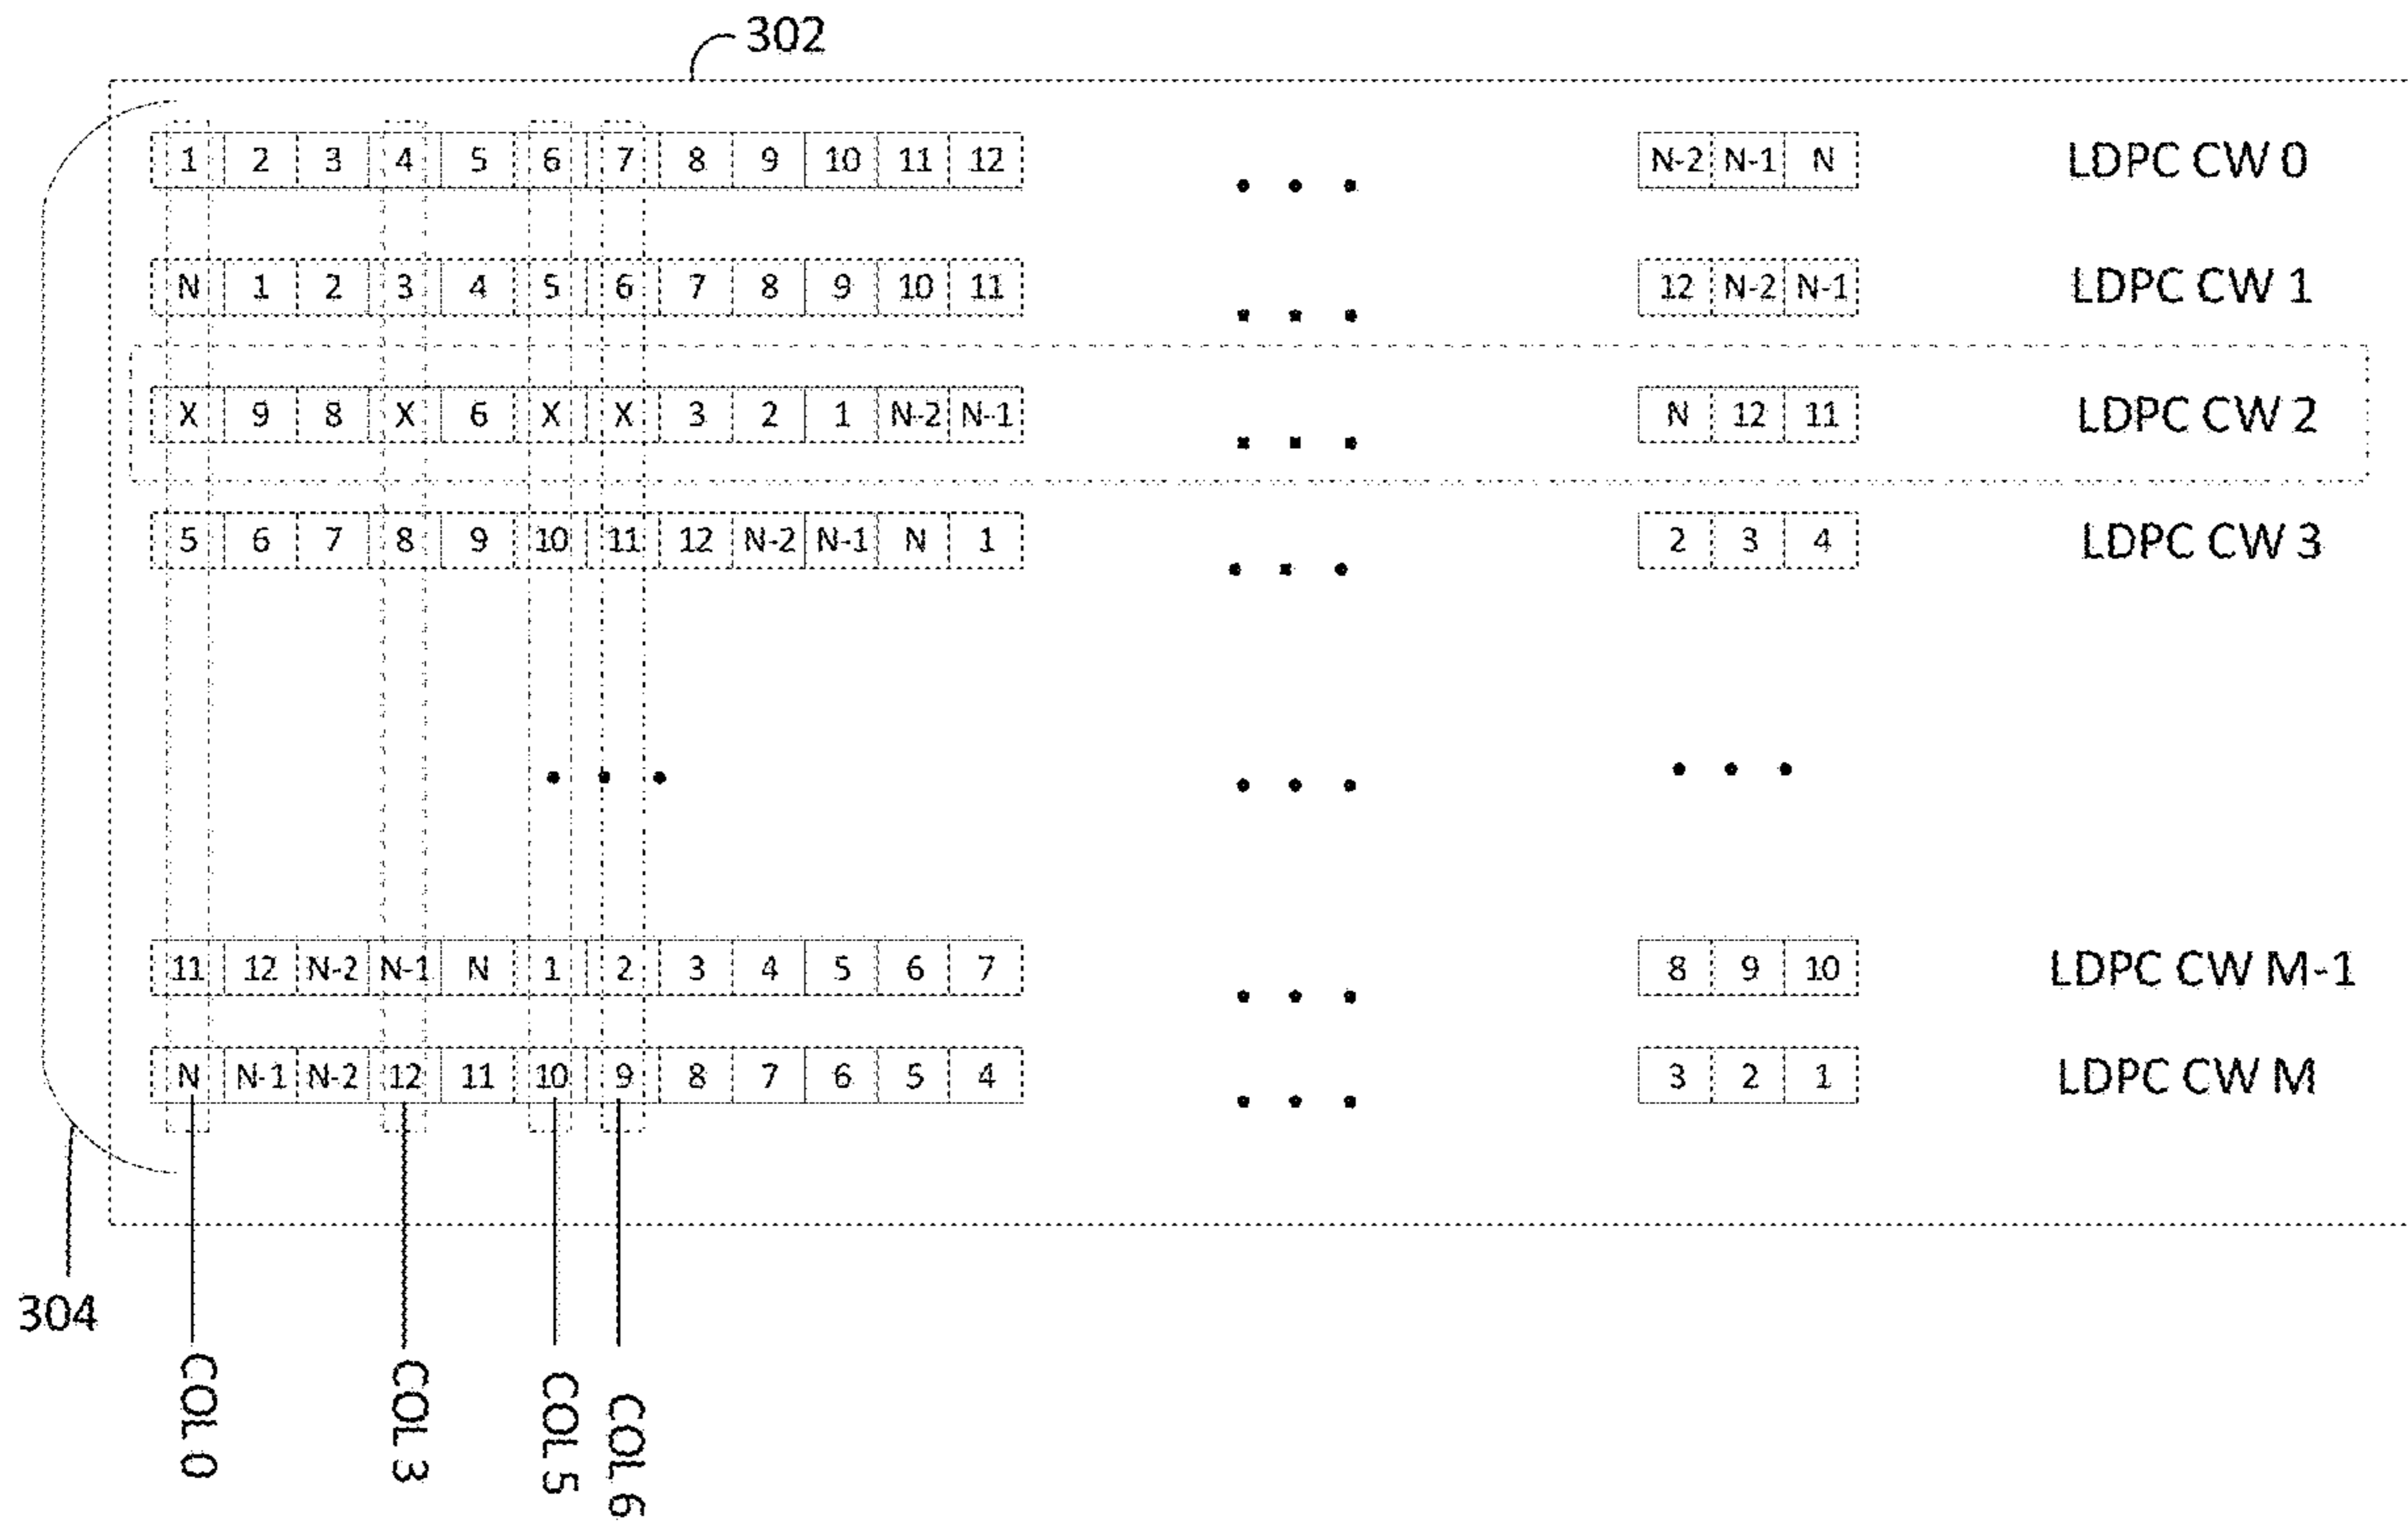 302
1 2 3 4 5 6 7 8 9 10 11 12 • • • N-2 N-1 N LDPC CW 0
N 1 2 3 4 5 6 7 8 9 10 11 • • • 12 N-2 N-1 LDPC CW 1
X 9 8 X 6 X X 3 2 1 N-2 N-1 • • • N 12 11 LDPC CW 2
5 6 7 8 9 10 11 12 N-2 N-1 N 1 • • • 2 3 4 LDPC CW 3
• • • • • • • • •
11 12 N-2 N-1 N 1 2 3 4 5 6 7 • • • 8 9 10 LDPC CW M-1
N N-1 N-2 12 11 10 9 8 7 6 5 4 • • • 3 2 1 LDPC CW M
304
COL 0
COL 3
COL 5
COL 6